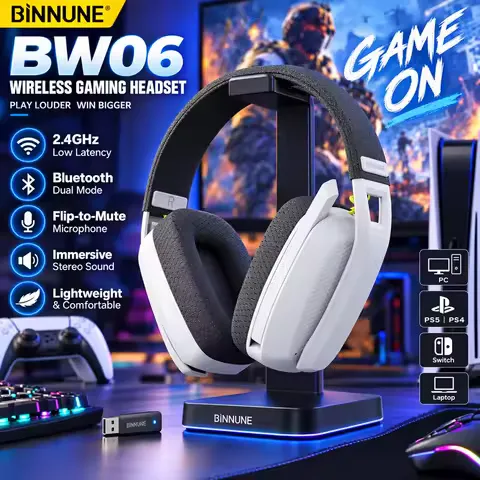 BINNUNE®
BW06
WIRELESS GAMING HEADSET
PLAY LOUDER WIN BIGGER
GAME
ON
2.4GHz
Low Latency
Bluetooth
Dual Mode
Flip-to-Mute
Microphone
Immersive
Stereo Sound
Lightweight
& Comfortable
R
PC
PS5 | PS4
Switch
Laptop
BINNUNE
BINNUNE